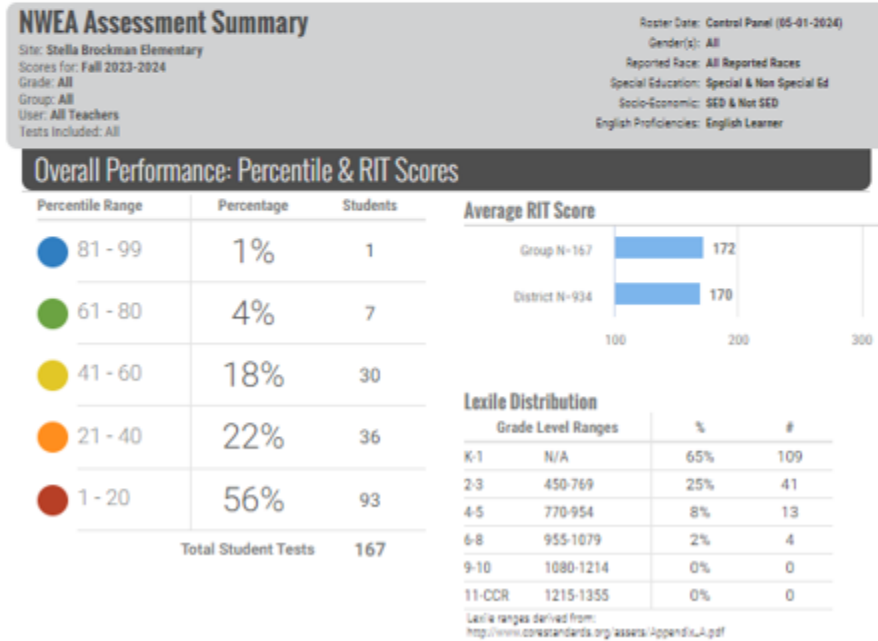 NWEA Assessment Summary
Site: Stella Brockman Elementary
Scores for: Fall 2023-2024
Grade: All
Group: All
User: All Teachers
Tests Included: All
Roster Date: Control Panel (05-01-2024)
Gender(s): All
Reported Race: All Reported Races
Special Education: Special & Non Special Ed
Socio-Economic: SED & Not SED
English Proficiencies: English Learner
Overall Performance: Percentile & RIT Scores
Percentile Range Percentage Students
81 - 99 1% 1
61 - 80 4% 7
41 - 60 18% 30
21 - 40 22% 36
1 - 20 56% 93
Total Student Tests 167
Average RIT Score
Group N=167 172
District N=934 170
100 200 300
Lexile Distribution
Grade Level Ranges % #
K-1 N/A 65% 109
2-3 450-769 25% 41
4-5 770-954 8% 13
6-8 955-1079 2% 4
9-10 1080-1214 0% 0
11-CCR 1215-1355 0% 0
Lexile ranges derived from:
http://www.corestandards.org/assets/Appendix_A.pdf